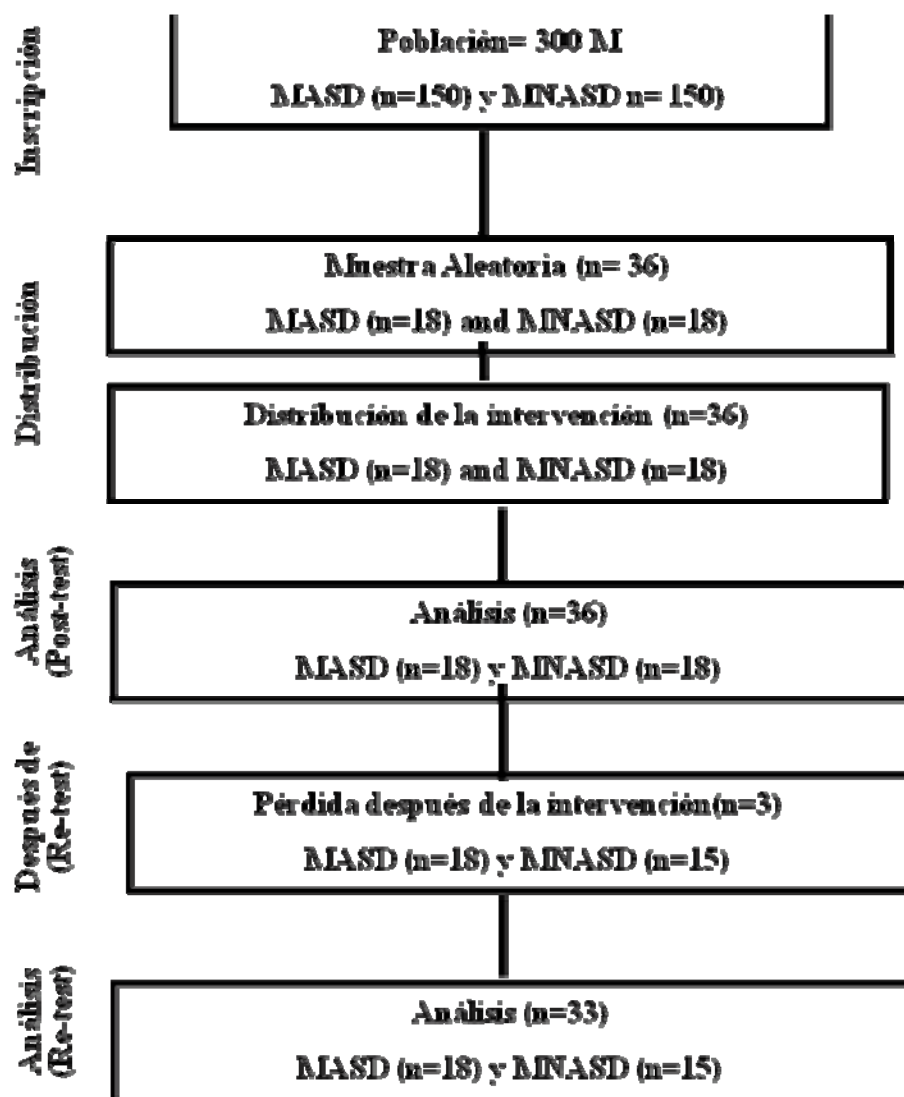 Inscripción
Población= 300 M
MASD (n=150) y MNASD n= 150)
Distribución
Muestra Aleatoria (n= 36)
MASD (n=18) and MNASD (n=18)
Distribución de la intervención (n=36)
MASD (n=18) and MNASD (n=18)
Análisis
(Post-test)
Análisis (n=36)
MASD (n=18) y MNASD (n=18)
Después de
(Re-test)
Pérdida después de la intervención(n=3)
MASD (n=18) y MNASD (n=15)
Análisis
(Re-test)
Análisis (n=33)
MASD (n=18) y MNASD (n=15)